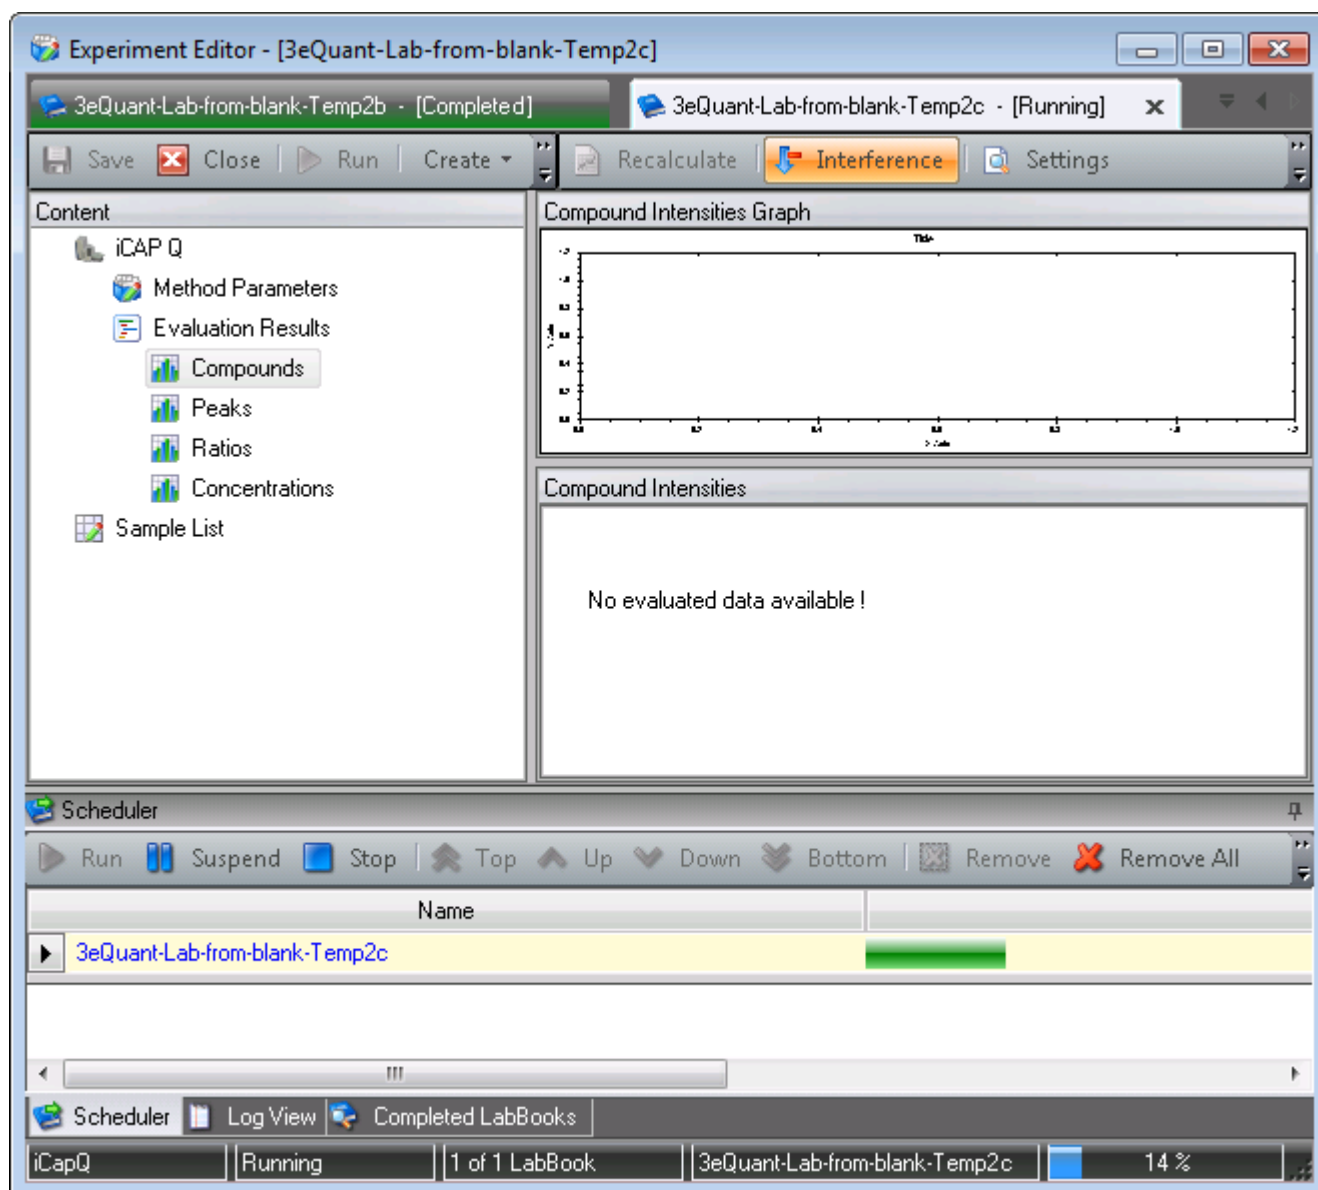 Experiment Editor - [3eQuant-Lab-from-blank-Temp2c]
3eQuant-Lab-from-blank-Temp2b - [Completed]
3eQuant-Lab-from-blank-Temp2c - [Running]
Save Close Run Create
Recalculate Interference Settings
Content
iCAP Q
Method Parameters
Evaluation Results
Compounds
Peaks
Ratios
Concentrations
Sample List
Compound Intensities Graph
Title
Compound Intensities
No evaluated data available !
Scheduler
Run Suspend Stop Top Up Down Bottom Remove Remove All
Name
3eQuant-Lab-from-blank-Temp2c
Scheduler Log View Completed LabBooks
iCapQ Running 1 of 1 LabBook 3eQuant-Lab-from-blank-Temp2c 14 %